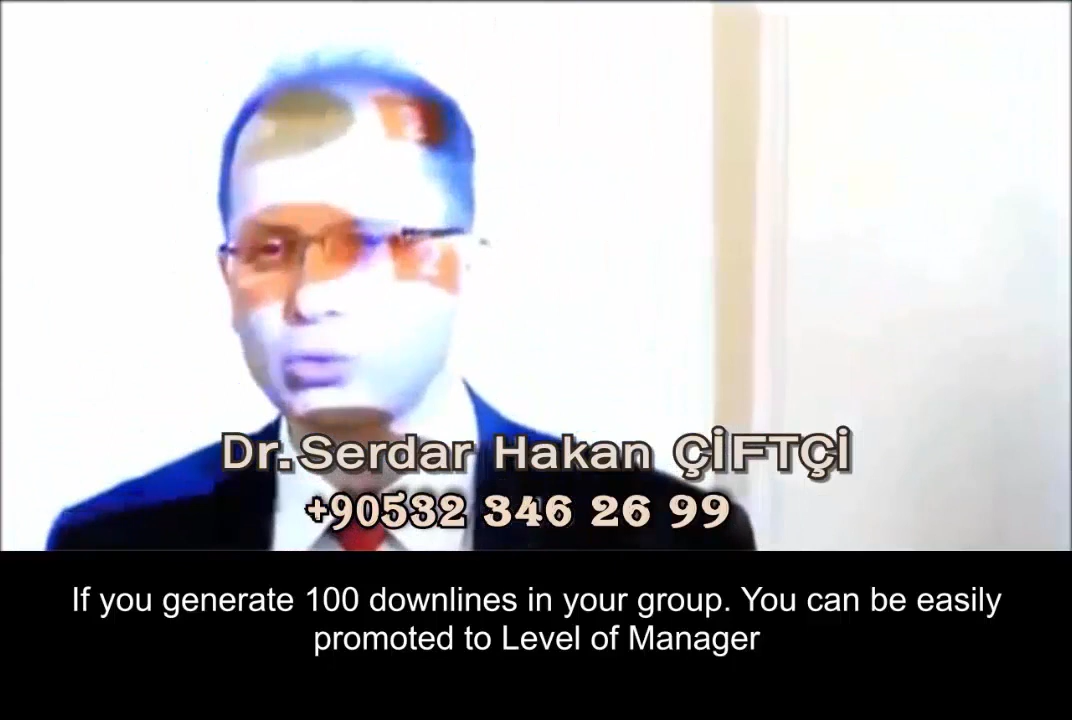 Dr.Serdar Hakan ÇİFTÇİ
+90532 346 26 99
If you generate 100 downlines in your group. You can be easily
promoted to Level of Manager